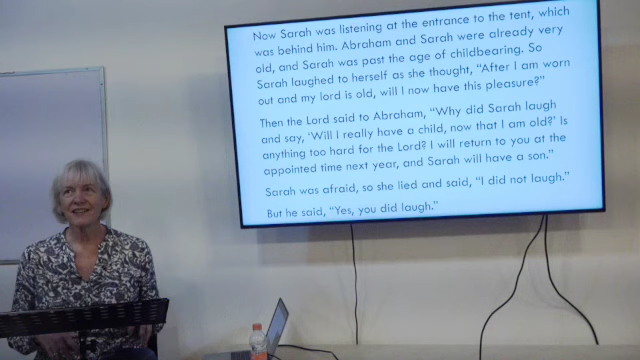 Now Sarah was listening at the entrance to the tent, which
was behind him. Abraham and Sarah were already very
old, and Sarah was past the age of childbearing. So
Sarah laughed to herself as she thought, “After I am worn
out and my lord is old, will I now have this pleasure?”
Then the Lord said to Abraham, “Why did Sarah laugh
and say, ‘Will I really have a child, now that I am old?’ Is
anything too hard for the Lord? I will return to you at the
appointed time next year, and Sarah will have a son.”
Sarah was afraid, so she lied and said, “I did not laugh.”
But he said, “Yes, you did laugh.”